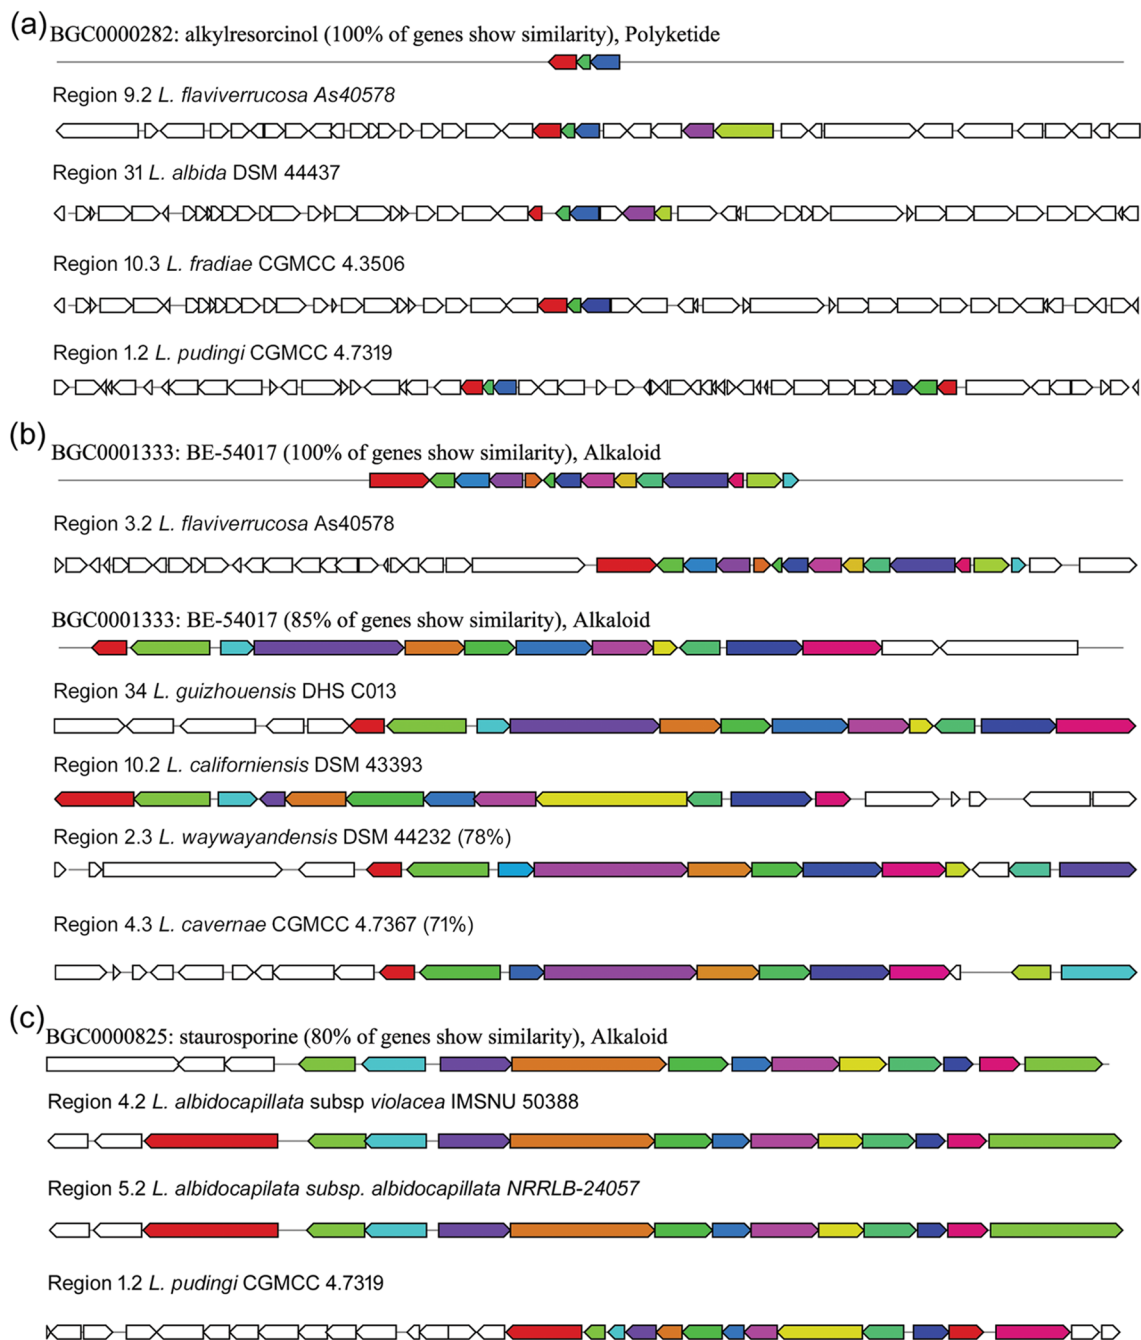 (a)
BGC0000282: alkylresorcinol (100% of genes show similarity), Polyketide
Region 9.2 L. flaviverrucosa As40578
Region 31 L. albida DSM 44437
Region 10.3 L. fradiae CGMCC 4.3506
Region 1.2 L. pudingi CGMCC 4.7319
(b)
BGC0001333: BE-54017 (100% of genes show similarity), Alkaloid
Region 3.2 L. flaviverrucosa As40578
BGC0001333: BE-54017 (85% of genes show similarity), Alkaloid
Region 34 L. guizhouensis DHS C013
Region 10.2 L. californiensis DSM 43393
Region 2.3 L. waywayandensis DSM 44232 (78%)
Region 4.3 L. cavernae CGMCC 4.7367 (71%)
(c)
BGC0000825: staurosporine (80% of genes show similarity), Alkaloid
Region 4.2 L. albidocapillata subsp violacea IMSNU 50388
Region 5.2 L. albidocapilata subsp. albidocapillata NRRLB-24057
Region 1.2 L. pudingi CGMCC 4.7319